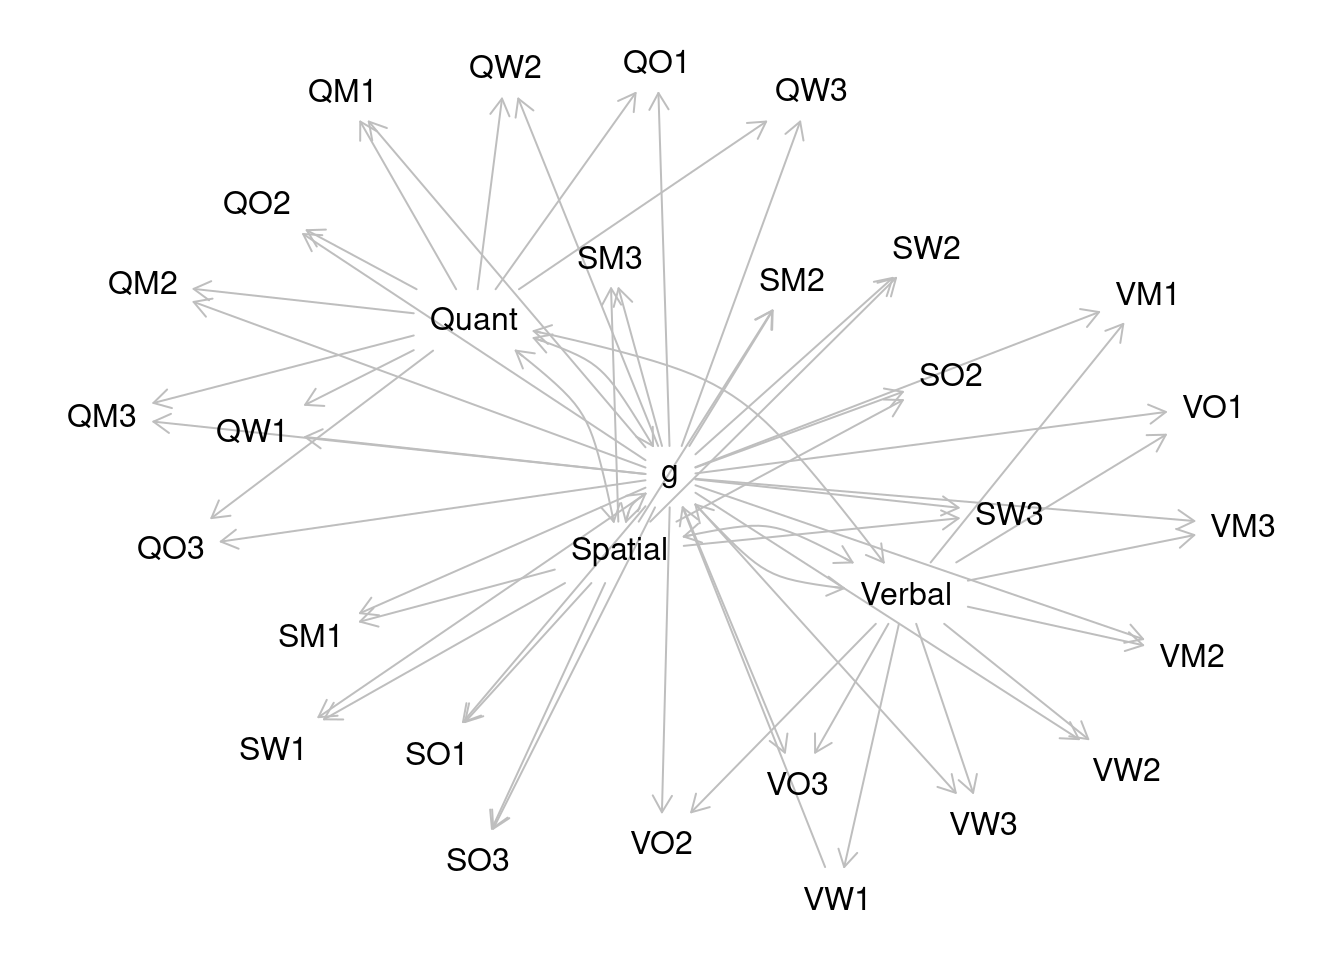 QO1
QW2
QM1
QW3
QO2
SW2
SM3
SM2
QM2
VM1
Quant
SO2
VO1
QM3
QW1
g
SW3
VM3
QO3
Spatial
Verbal
SM1
VM2
SW1
SO1
VW2
VO3
VW3
VO2
SO3
VW1